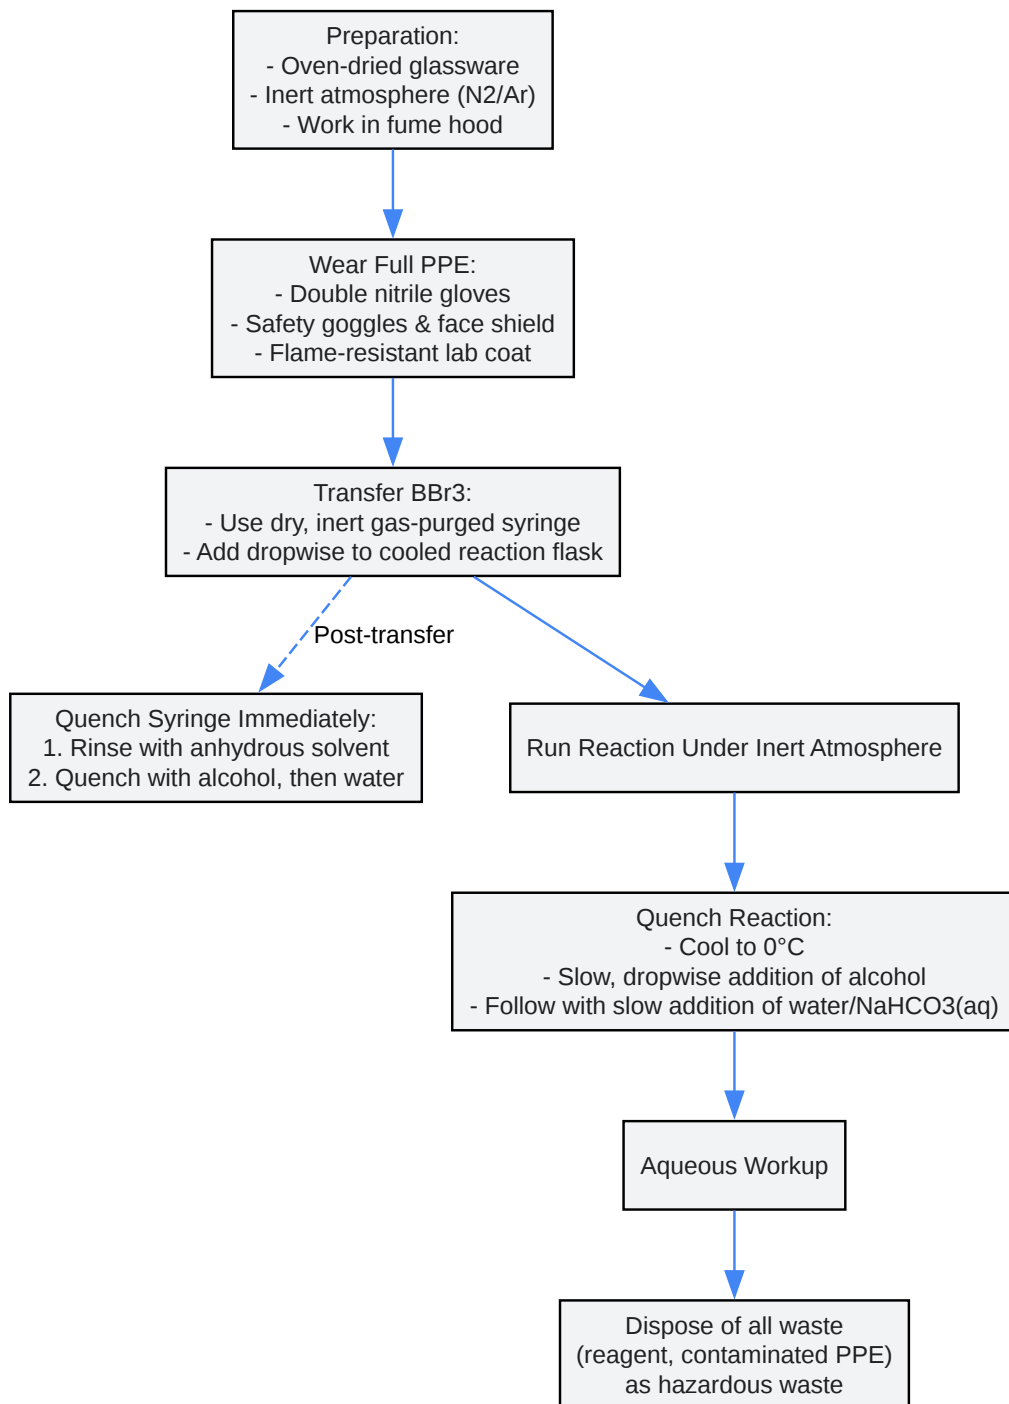 Preparation:
- Oven-dried glassware
- Inert atmosphere (N2/Ar)
- Work in fume hood
Wear Full PPE:
- Double nitrile gloves
- Safety goggles & face shield
- Flame-resistant lab coat
Transfer BBr3:
- Use dry, inert gas-purged syringe
- Add dropwise to cooled reaction flask
Post-transfer
Quench Syringe Immediately:
1. Rinse with anhydrous solvent
2. Quench with alcohol, then water
Run Reaction Under Inert Atmosphere
Quench Reaction:
- Cool to 0°C
- Slow, dropwise addition of alcohol
- Follow with slow addition of water/NaHCO3(aq)
Aqueous Workup
Dispose of all waste
(reagent, contaminated PPE)
as hazardous waste